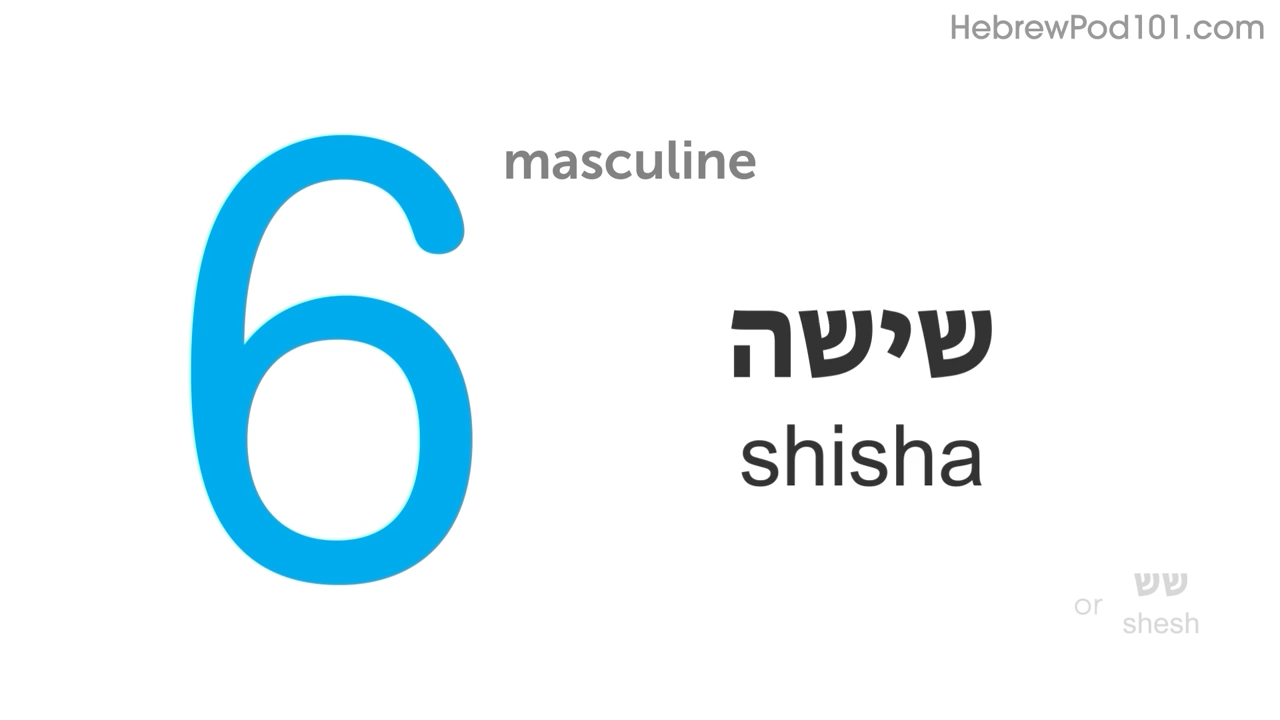 HebrewPod101.com
6
masculine
שישה
shisha
or
שש
shesh